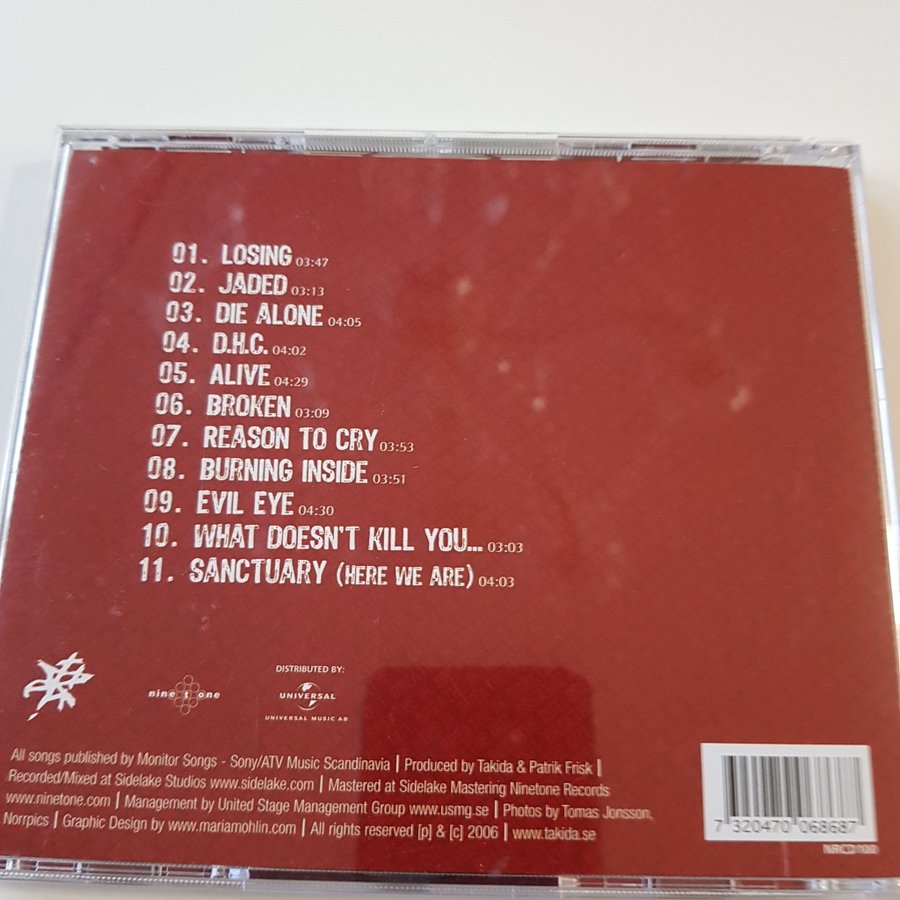 01. LOSING 03:47
02. JADED 03:13
03. DIE ALONE 04:05
04. D.H.C. 04:02
05. ALIVE 04:29
06. BROKEN 03:09
07. REASON TO CRY 03:53
08. BURNING INSIDE 03:51
09. EVIL EYE 04:30
10. WHAT DOESN'T KILL YOU... 03:03
11. SANCTUARY (HERE WE ARE) 04:03
DISTRIBUTED BY:
nine t one
UNIVERSAL
UNIVERSAL MUSIC AB
All songs published by Monitor Songs - Sony/ATV Music Scandinavia | Produced by Takida & Patrik Frisk |
Recorded/Mixed at Sidelake Studios www.sidelake.com | Mastered at Sidelake Mastering Ninetone Records
www.ninetone.com | Management by United Stage Management Group www.usmg.se | Photos by Tomas Jonsson,
Norrpics | Graphic Design by www.mariamohlin.com | All rights reserved [p] & [c] 2006 | www.takida.se
7 320470 068687
NRCD100